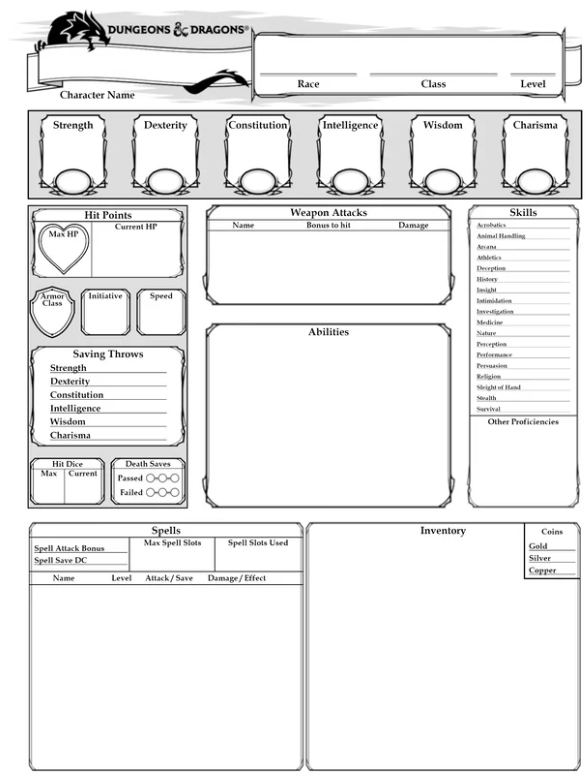 DUNGEONS & DRAGONS®
Character Name
Race Class Level
Strength Dexterity Constitution Intelligence Wisdom Charisma
Hit Points
Max HP
Current HP
Armor Class
Initiative
Speed
Saving Throws
Strength
Dexterity
Constitution
Intelligence
Wisdom
Charisma
Hit Dice
Max Current
Death Saves
Passed
Failed
Weapon Attacks
Name Bonus to hit Damage
Abilities
Skills
Acrobatics
Animal Handling
Arcana
Athletics
Deception
History
Insight
Intimidation
Investigation
Medicine
Nature
Perception
Performance
Persuasion
Religion
Sleight of Hand
Stealth
Survival
Other Proficiencies
Spells
Spell Attack Bonus
Spell Save DC
Max Spell Slots
Spell Slots Used
Name Level Attack / Save Damage / Effect
Inventory
Coins
Gold
Silver
Copper